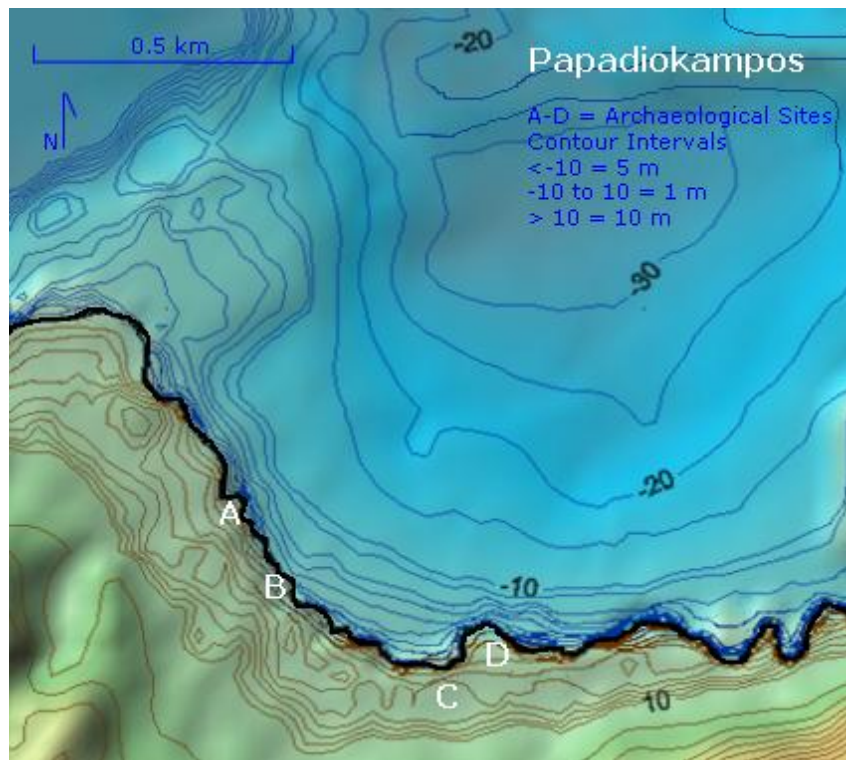 0.5 km
-20
Papadiokampos
N
A-D = Archaeological Sites
Contour Intervals
<-10 = 5 m
-10 to 10 = 1 m
> 10 = 10 m
-30
-20
A
B
-10
D
C
10